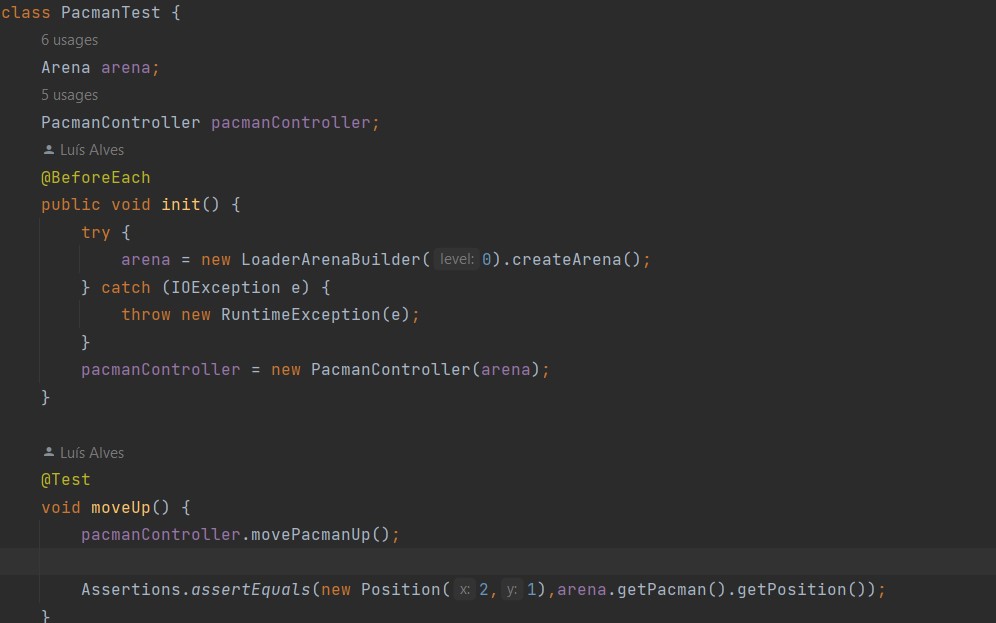 class PacmanTest {
6 usages
Arena arena;
5 usages
PacmanController pacmanController;
Luís Alves
@BeforeEach
public void init() {
try {
arena = new LoaderArenaBuilder( level: 0).createArena();
} catch (IOException e) {
throw new RuntimeException(e);
}
pacmanController = new PacmanController(arena);
}
Luís Alves
@Test
void moveUp() {
pacmanController.movePacmanUp();
Assertions.assertEquals(new Position( x: 2, y: 1),arena.getPacman().getPosition());
}